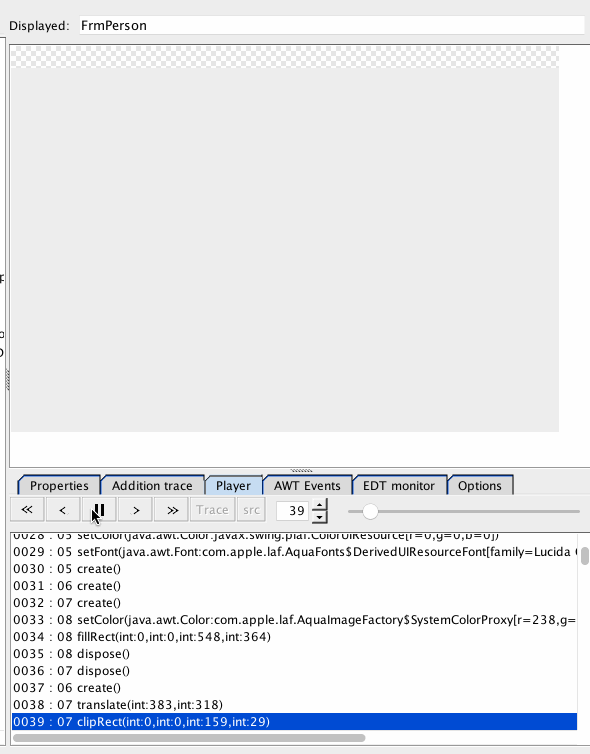 Displayed: FrmPerson
Properties Addition trace Player AWT Events EDT monitor Options
<< < > >> Trace src 39
0028 : 05 setColor(java.awt.Color:javax.swing.plaf.ColorUIResource[r=0,g=0,b=0])
0029 : 05 setFont(java.awt.Font:com.apple.laf.AquaFonts$DerivedUIResourceFont[family=Lucida
0030 : 05 create()
0031 : 06 create()
0032 : 07 create()
0033 : 08 setColor(java.awt.Color:com.apple.laf.AquaImageFactory$SystemColorProxy[r=238,g=
0034 : 08 fillRect(int:0,int:0,int:548,int:364)
0035 : 08 dispose()
0036 : 07 dispose()
0037 : 06 create()
0038 : 07 translate(int:383,int:318)
0039 : 07 clipRect(int:0,int:0,int:159,int:29)